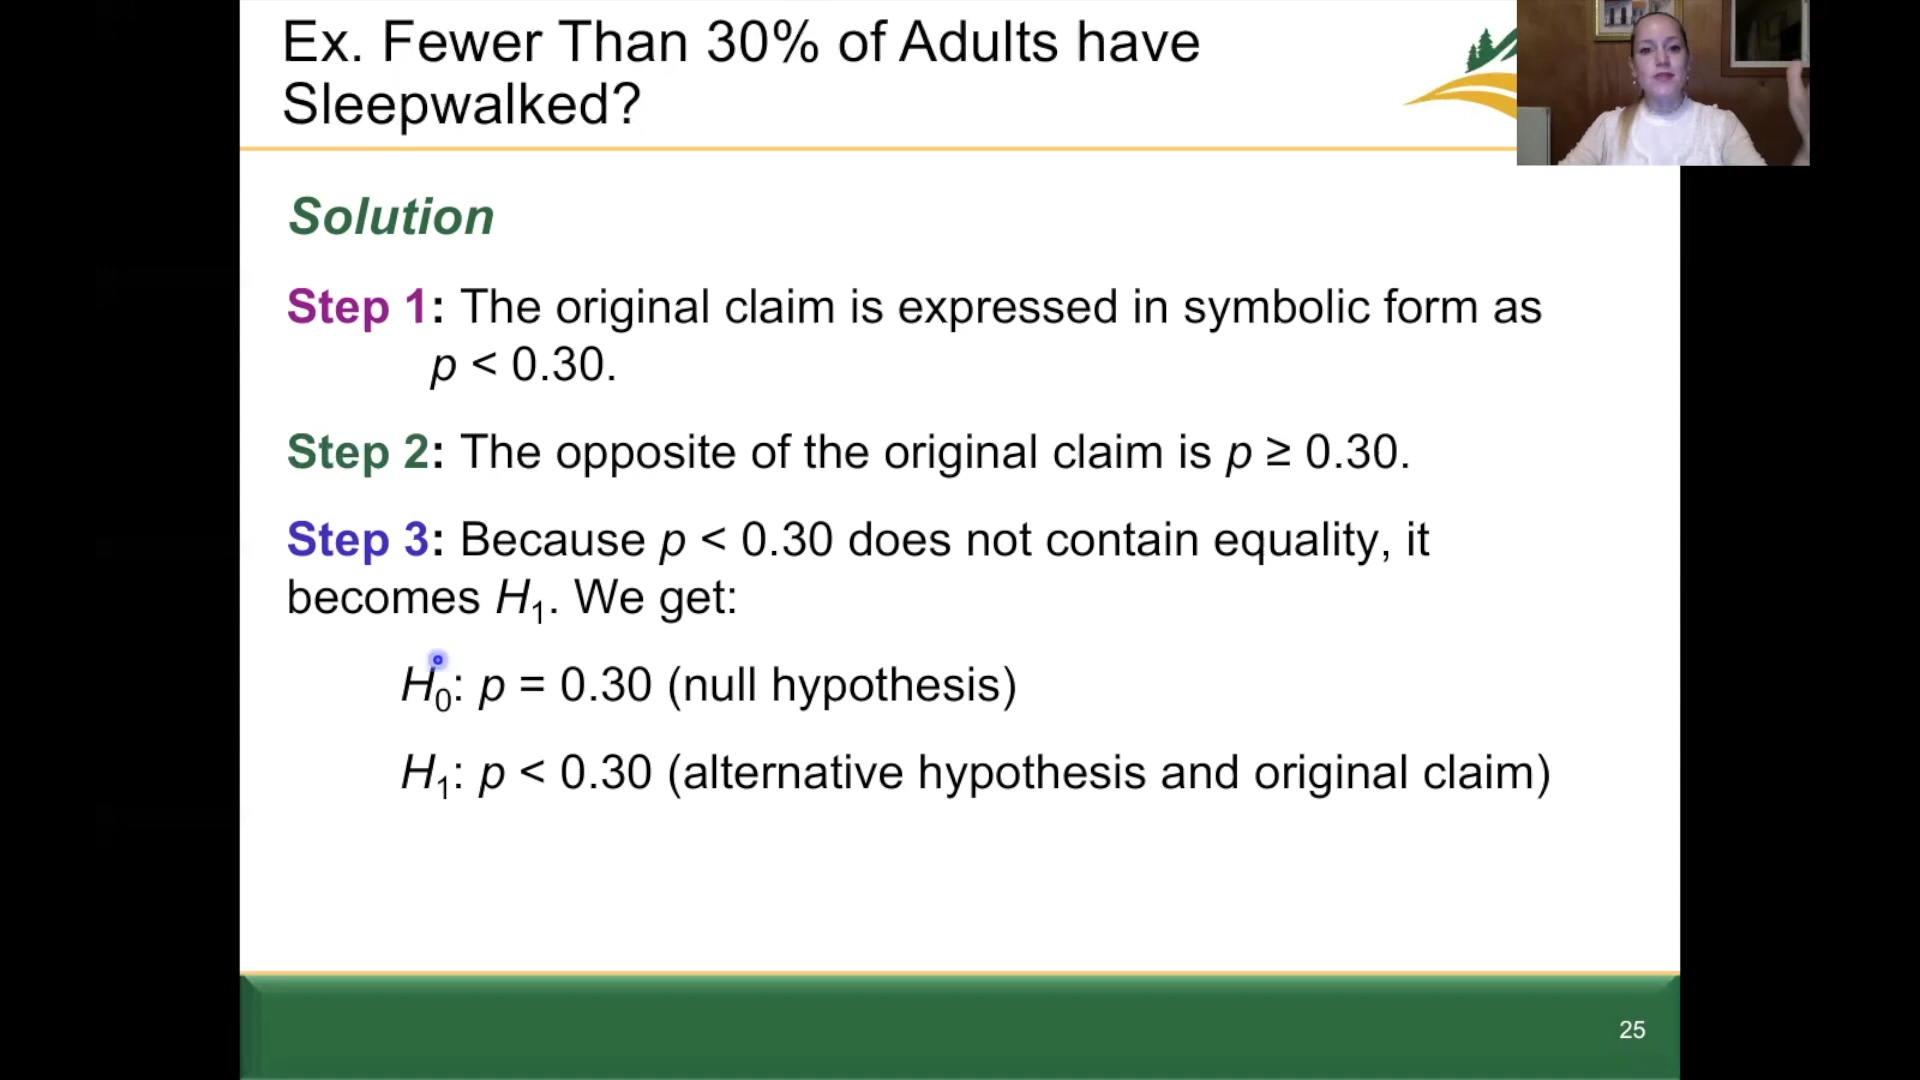 Ex. Fewer Than 30% of Adults have
Sleepwalked?
Solution
Step 1: The original claim is expressed in symbolic form as
p < 0.30.
Step 2: The opposite of the original claim is p ≥ 0.30.
Step 3: Because p < 0.30 does not contain equality, it
becomes H₁. We get:
H₀: p = 0.30 (null hypothesis)
H₁: p < 0.30 (alternative hypothesis and original claim)
25